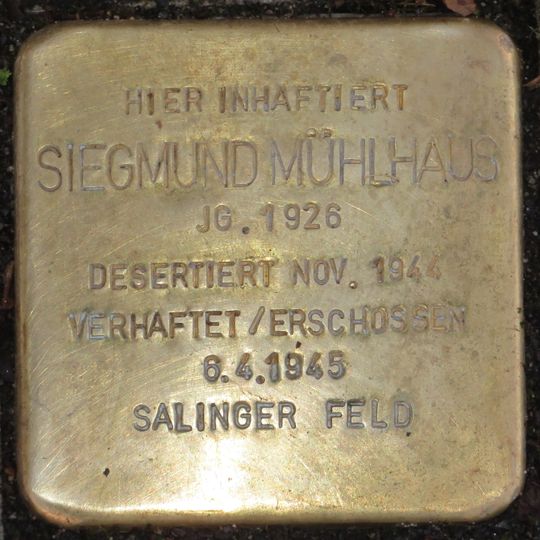 HIER INHAFTIERT
SIEGMUND MÜHLHAUS
JG. 1926
DESERTIERT NOV. 1944
VERHAFTET/ERSCHOSSEN
6.4.1945
SALINGER FELD